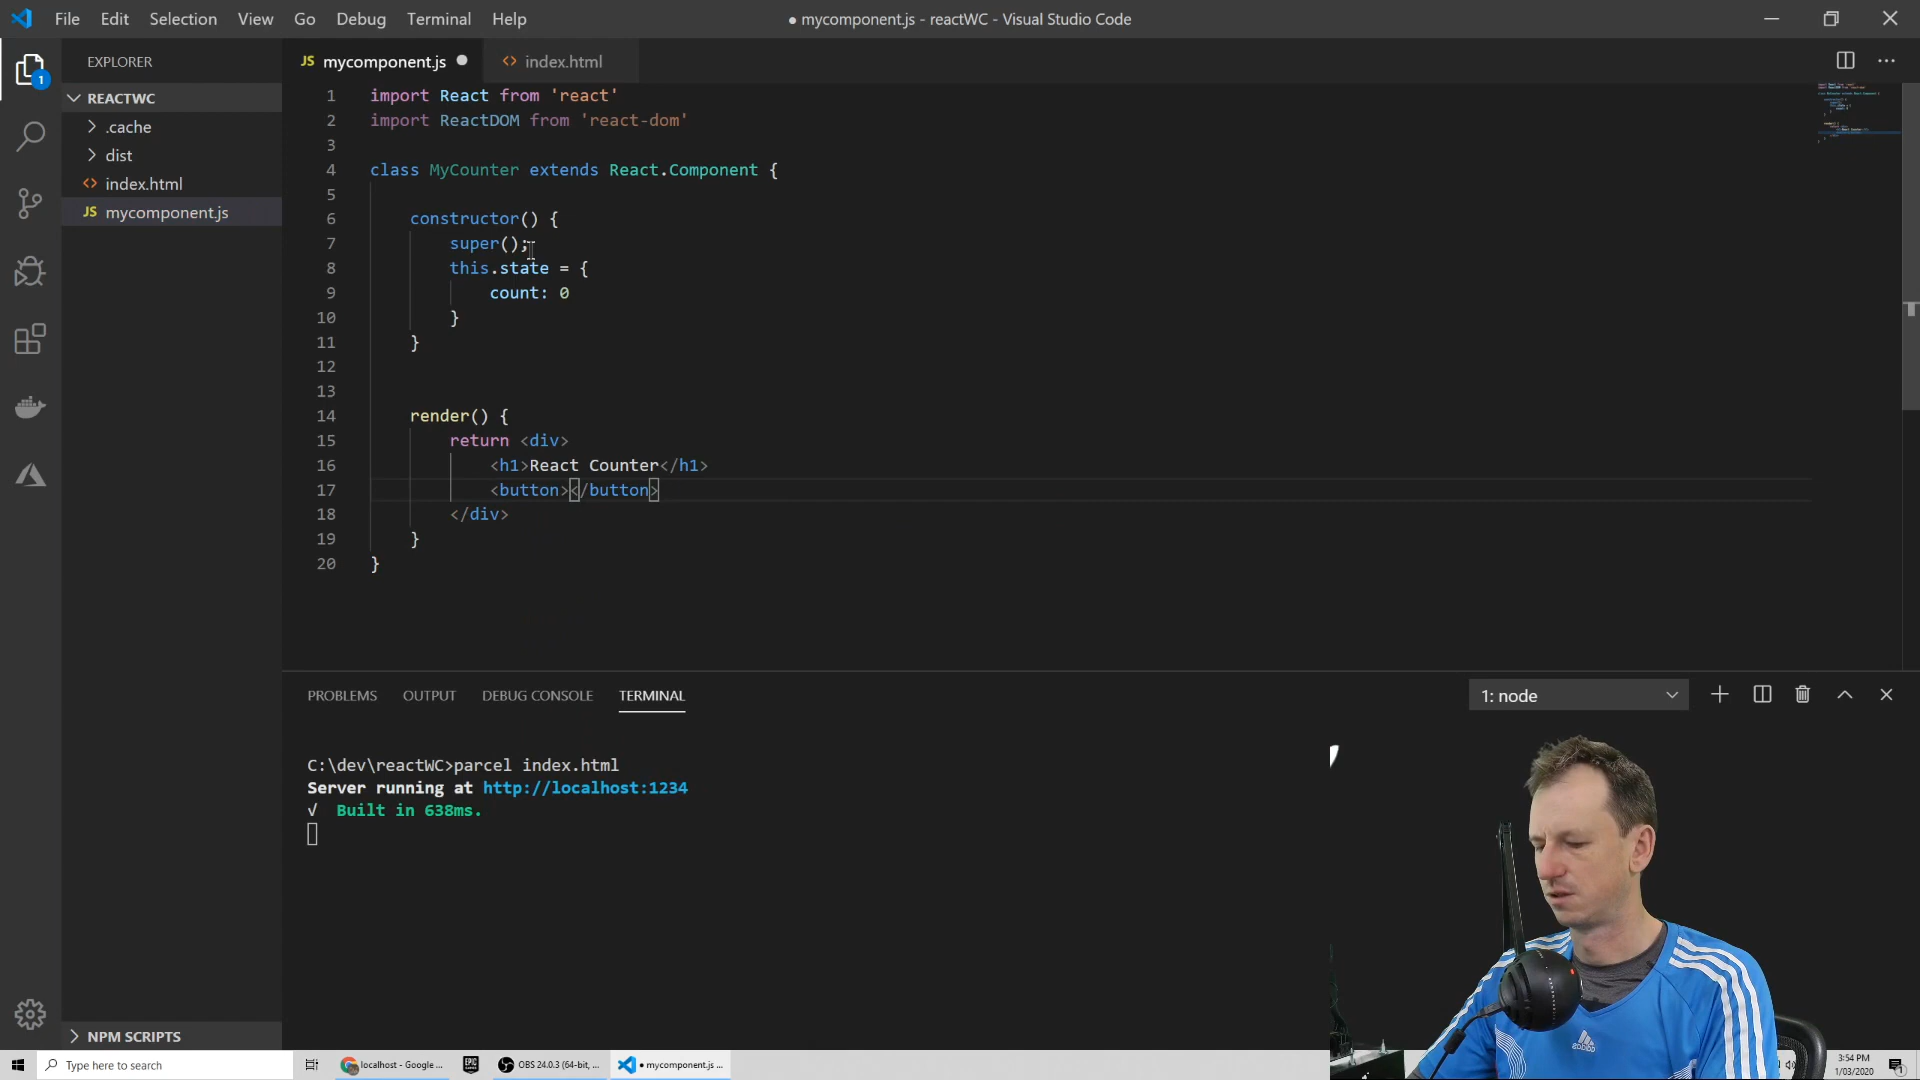 File Edit Selection View Go Debug Terminal Help
● mycomponent.js - reactWC - Visual Studio Code
EXPLORER
JS mycomponent.js
<> index.html
1
REACTWC
.cache
dist
<> index.html
JS mycomponent.js
NPM SCRIPTS
1 import React from 'react'
2 import ReactDOM from 'react-dom'
3
4 class MyCounter extends React.Component {
5
6 constructor() {
7 super();
8 this.state = {
9 count: 0
10 }
11 }
12
13
14 render() {
15 return <div>
16 <h1>React Counter</h1>
17 <button></button>
18 </div>
19 }
20 }
PROBLEMS OUTPUT DEBUG CONSOLE TERMINAL
1: node
C:\dev\reactWC>parcel index.html
Server running at http://localhost:1234
√ Built in 638ms.
Type here to search
localhost - Google ...
EPIC
OBS 24.0.3 (64-bit, ...
● mycomponent.js ...
3:54 PM
1/03/2020
adidas